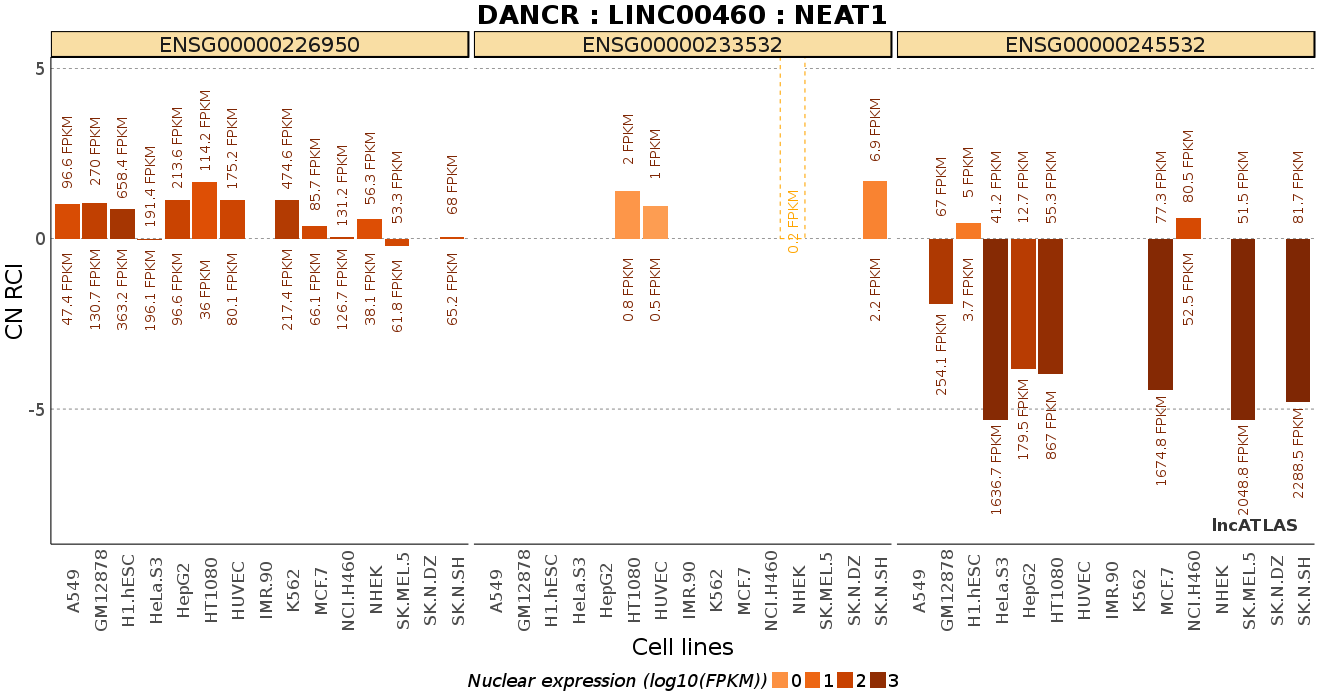 DANCR : LINC00460 : NEAT1
ENSG00000226950 ENSG00000233532 ENSG00000245532
CN RCI
5
0
-5
96.6 FPKM
270 FPKM
658.4 FPKM
191.4 FPKM
213.6 FPKM
114.2 FPKM
175.2 FPKM
474.6 FPKM
85.7 FPKM
131.2 FPKM
56.3 FPKM
53.3 FPKM
68 FPKM
47.4 FPKM
130.7 FPKM
363.2 FPKM
196.1 FPKM
96.6 FPKM
36 FPKM
80.1 FPKM
217.4 FPKM
66.1 FPKM
126.7 FPKM
38.1 FPKM
61.8 FPKM
65.2 FPKM
2 FPKM
1 FPKM
0.2 FPKM
6.9 FPKM
0.8 FPKM
0.5 FPKM
2.2 FPKM
67 FPKM
5 FPKM
41.2 FPKM
12.7 FPKM
55.3 FPKM
77.3 FPKM
80.5 FPKM
51.5 FPKM
81.7 FPKM
254.1 FPKM
3.7 FPKM
1636.7 FPKM
179.5 FPKM
867 FPKM
1674.8 FPKM
52.5 FPKM
2048.8 FPKM
2288.5 FPKM
lncATLAS
A549
GM12878
H1.hESC
HeLa.S3
HepG2
HT1080
HUVEC
IMR.90
K562
MCF.7
NCI.H460
NHEK
SK.MEL.5
SK.N.DZ
SK.N.SH
A549
GM12878
H1.hESC
HeLa.S3
HepG2
HT1080
HUVEC
IMR.90
K562
MCF.7
NCI.H460
NHEK
SK.MEL.5
SK.N.DZ
SK.N.SH
A549
GM12878
H1.hESC
HeLa.S3
HepG2
HT1080
HUVEC
IMR.90
K562
MCF.7
NCI.H460
NHEK
SK.MEL.5
SK.N.DZ
SK.N.SH
Cell lines
Nuclear expression (log10(FPKM)) 0 1 2 3